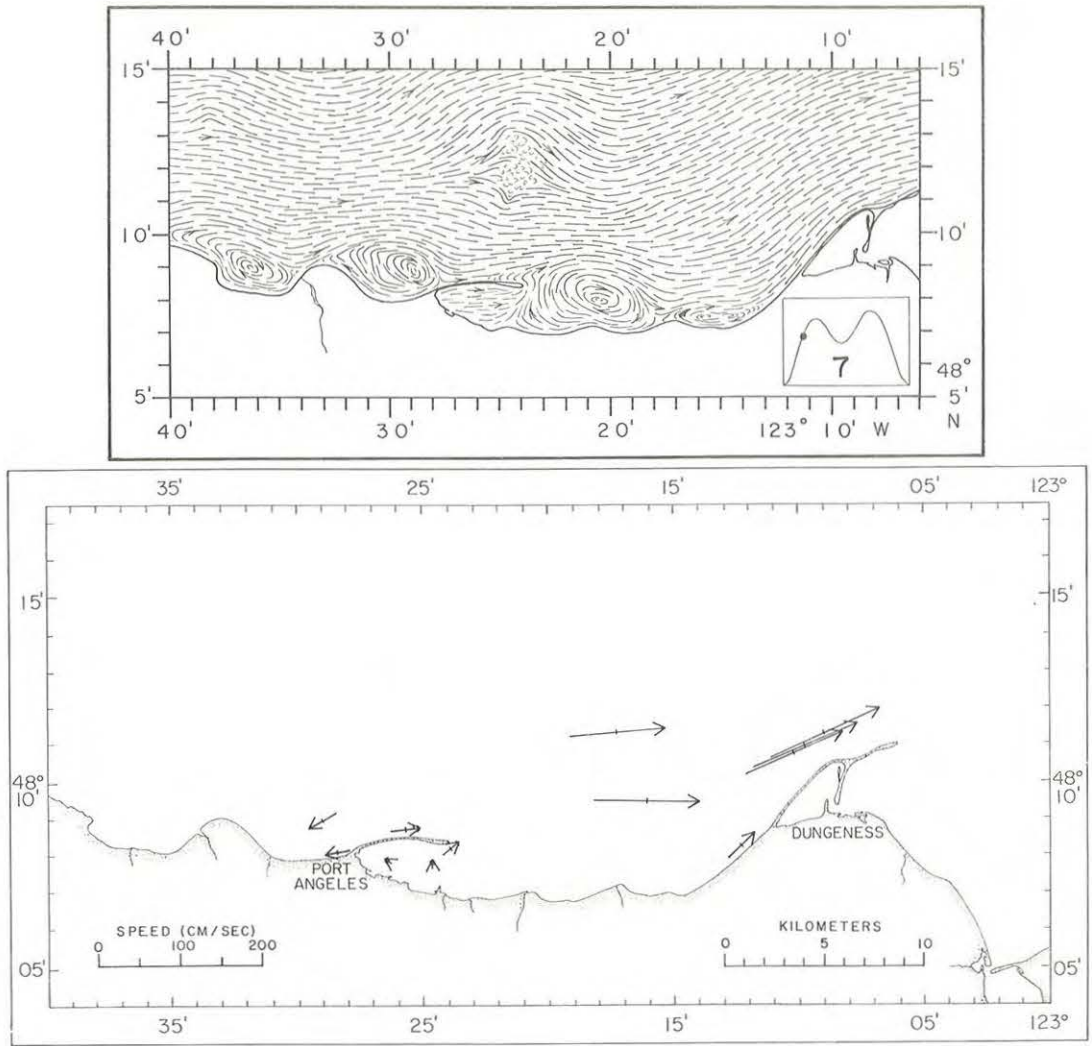 40' 30' 20' 10'
15' 15'
10' 10'
7
48°
5' 5'
N
40' 30' 20' 123° 10' W
35' 25' 15' 05' 123°
15' 15'
48° 48°
10' 10'
DUNGENESS
PORT
ANGELES
SPEED (CM/SEC) KILOMETERS
0 100 200 0 5 10
05' 05'
35' 25' 15' 05' 123°